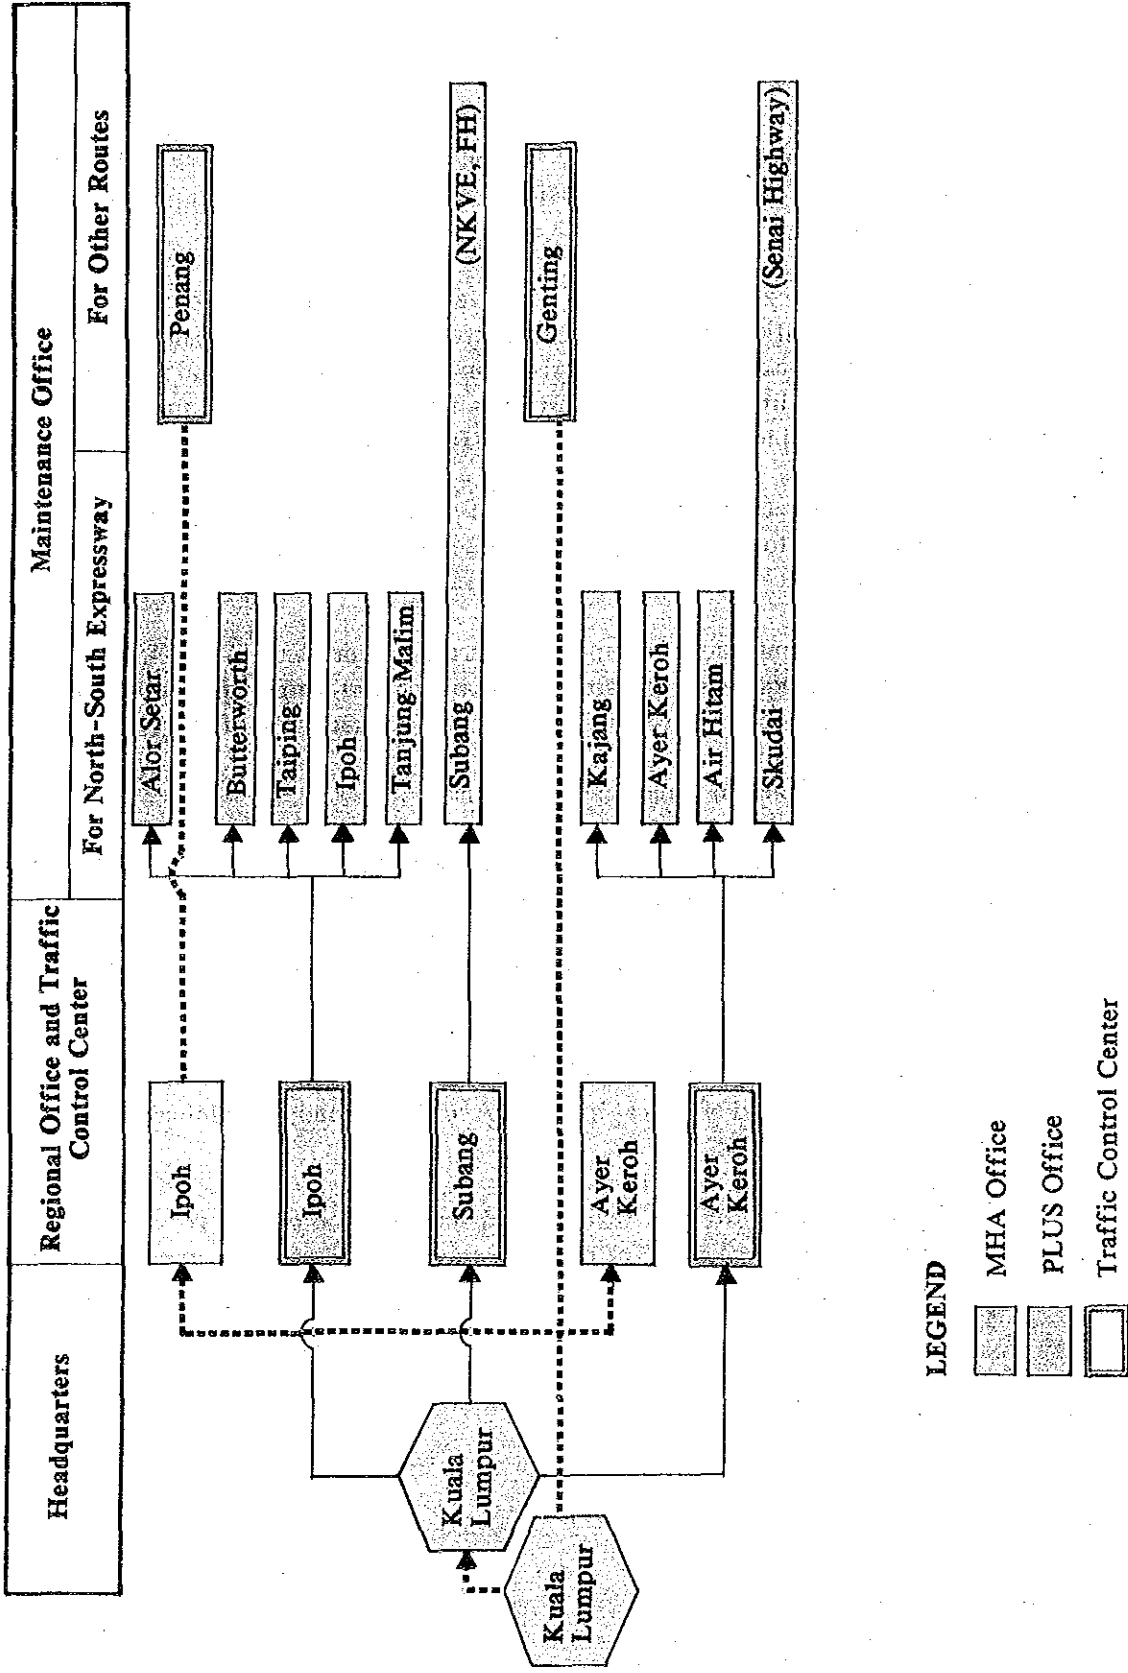 Headquarters
Regional Office and Traffic
Control Center
Maintenance Office
For North-South Expressway
For Other Routes
Kuala
Lumpur
Kuala
Lumpur
Ipoh
Ipoh
Subang
Ayer
Keroh
Ayer
Keroh
Alor Setar
Butterworth
Taiping
Ipoh
Tanjung Malim
Subang
(NKVE, FH)
Kajang
Ayer Keroh
Air Hitam
Skudai
(Senai Highway)
Penang
Genting
LEGEND
MHA Office
PLUS Office
Traffic Control Center